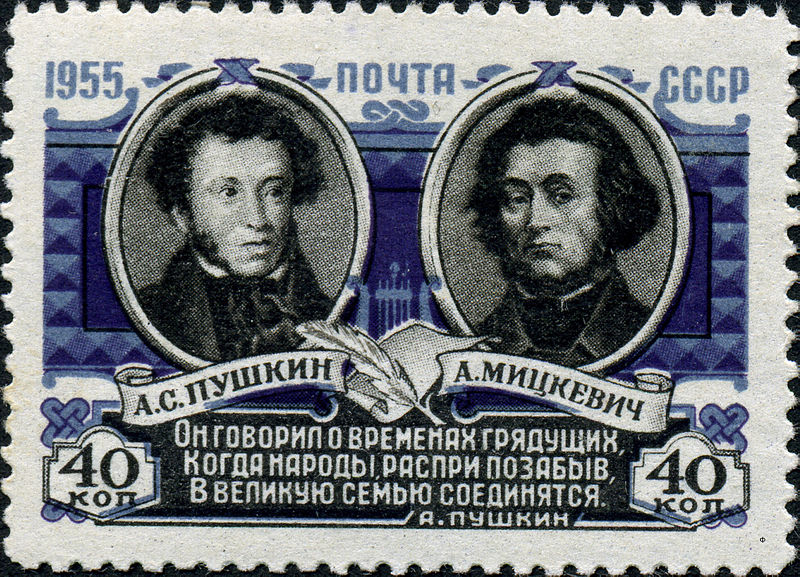 1955 ПОЧТА СССР
А.С.ПУШКИН
А.МИЦКЕВИЧ
ОН ГОВОРИЛ О ВРЕМЕНАХ ГРЯДУЩИХ,
КОГДА НАРОДЫ РАСПРИ ПОЗАБЫВ,
В ВЕЛИКУЮ СЕМЬЮ СОЕДИНЯТСЯ.
А.ПУШКИН
40
КОП
40
КОП
Ф